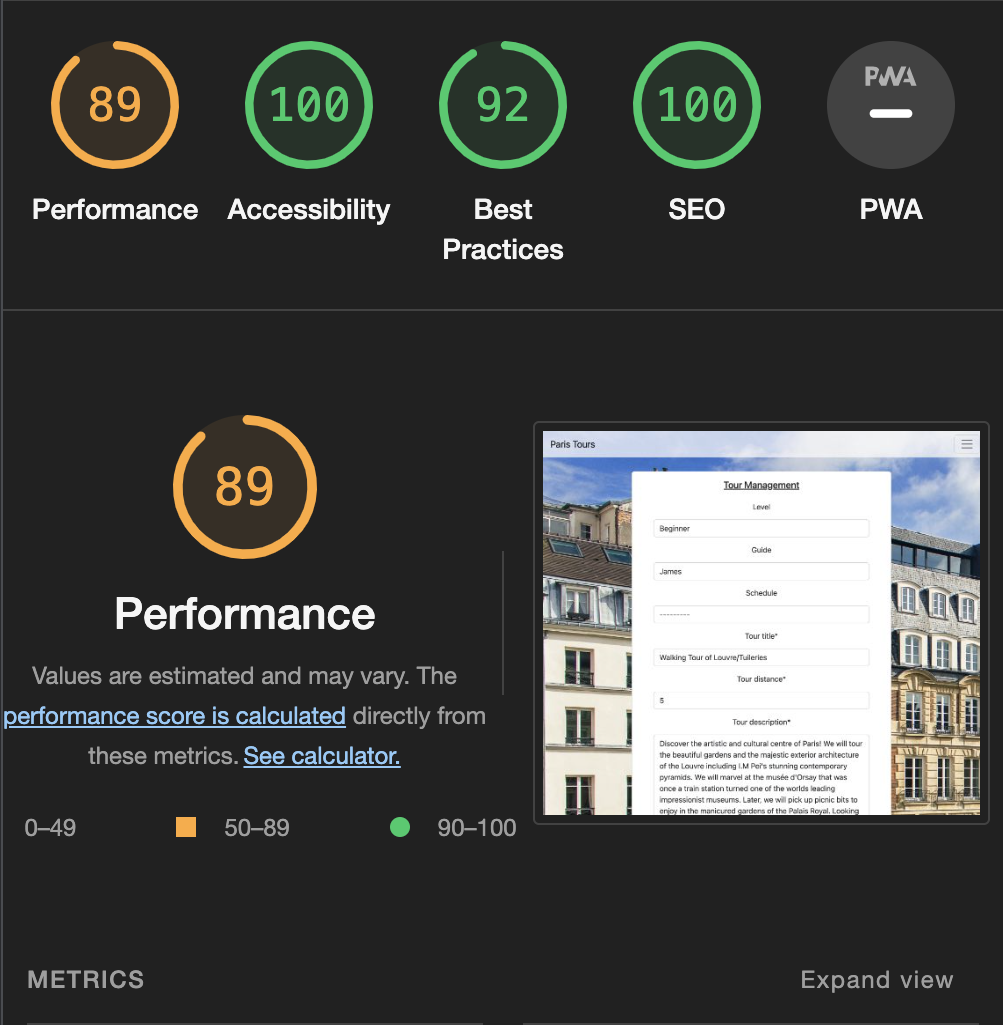 89
100
92
100
PWA
Performance
Accessibility
Best
Practices
SEO
PWA
89
Performance
Values are estimated and may vary. The
performance score is calculated directly from
these metrics. See calculator.
0–49
50–89
90–100
Paris Tours
Tour Management
Level
Beginner
Guide
James
Schedule
---------
Tour title*
Walking Tour of Louvre/Tuileries
Tour distance*
5
Tour description*
Discover the artistic and cultural centre of Paris! We will tour
the beautiful gardens and the majestic exterior architecture
of the Louvre including I.M Pei's stunning contemporary
pyramids. We will marvel at the musée d'Orsay that was
once a train station turned one of the worlds leading
impressionist museums. Later, we will pick up picnic bits to
enjoy in the manicured gardens of the Palais Royal. Looking
METRICS
Expand view